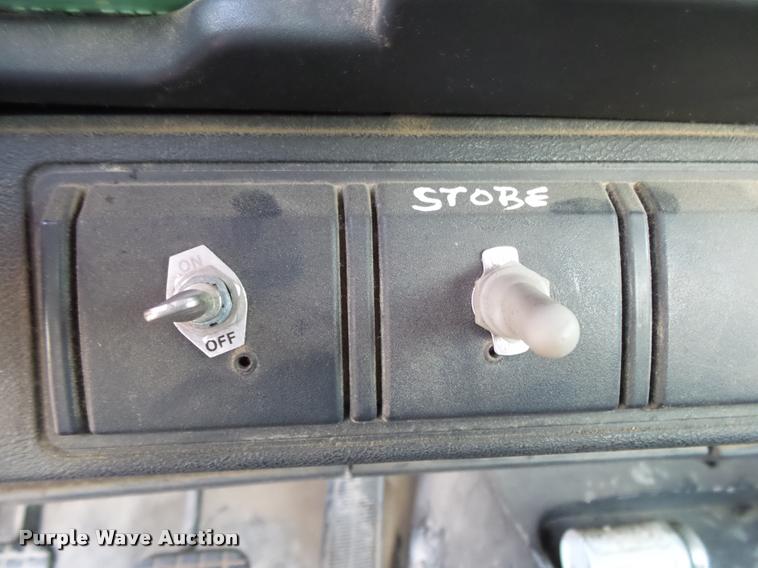 STOBE
ON
OFF
Purple Wave Auction